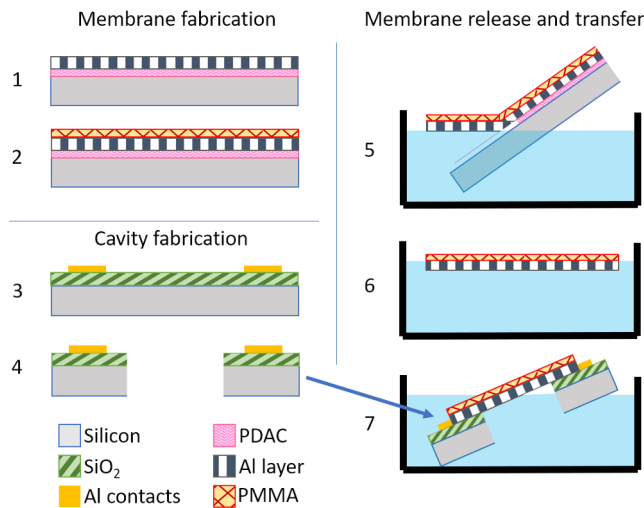 Membrane fabrication
1
2
Cavity fabrication
3
4
Silicon
PDAC
SiO₂
Al layer
Al contacts
PMMA
Membrane release and transfer
5
6
7